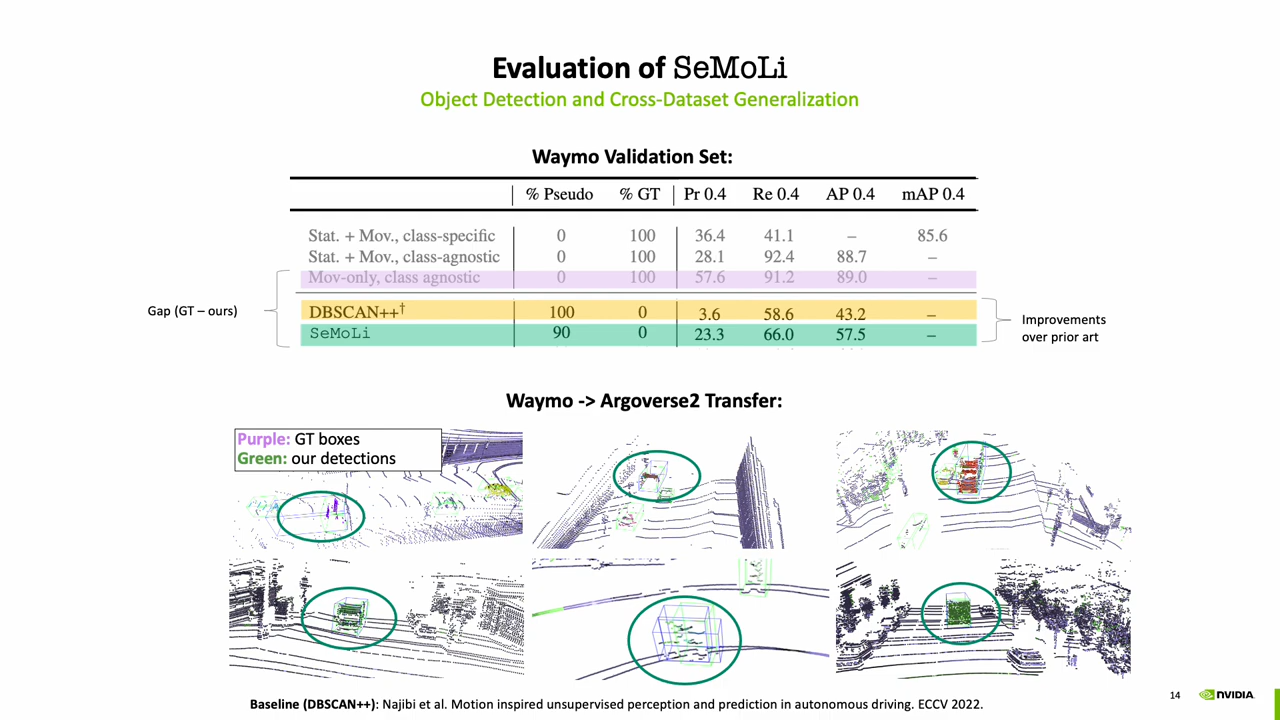 Evaluation of SeMoLi
Object Detection and Cross-Dataset Generalization
Waymo Validation Set:
% Pseudo % GT Pr 0.4 Re 0.4 AP 0.4 mAP 0.4
Stat. + Mov., class-specific 0 100 36.4 41.1 – 85.6
Stat. + Mov., class-agnostic 0 100 28.1 92.4 88.7 –
Mov-only, class agnostic 0 100 57.6 91.2 89.0 –
Gap (GT – ours)
DBSCAN++† 100 0 3.6 58.6 43.2 –
SeMoLi 90 0 23.3 66.0 57.5 –
Improvements
over prior art
Waymo -> Argoverse2 Transfer:
Purple: GT boxes
Green: our detections
14
NVIDIA.
Baseline (DBSCAN++): Najibi et al. Motion inspired unsupervised perception and prediction in autonomous driving. ECCV 2022.